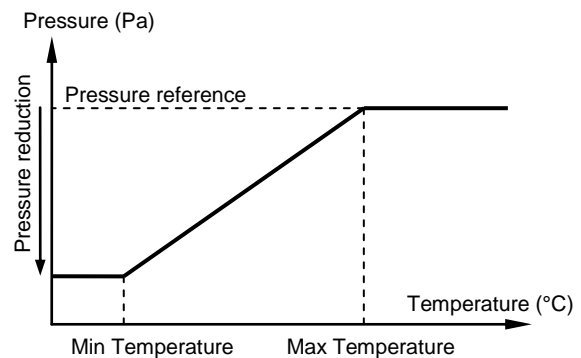 Pressure (Pa)
Pressure reference
Pressure reduction
Temperature (°C)
Min Temperature
Max Temperature